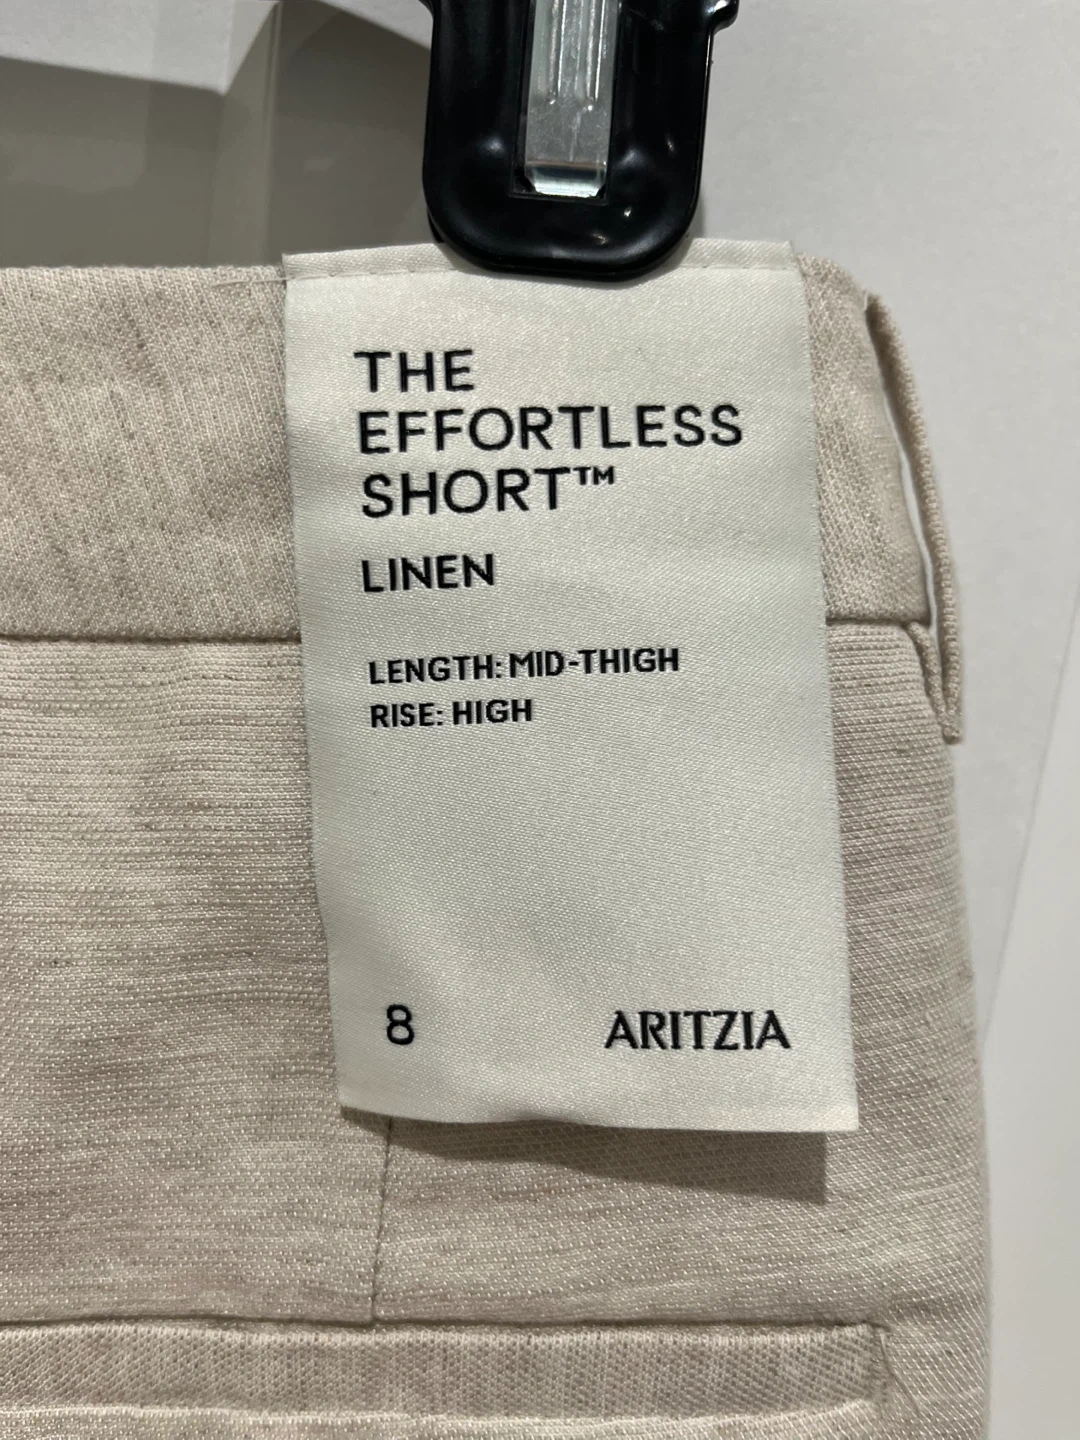 THE
EFFORTLESS
SHORT™
LINEN
LENGTH: MID-THIGH
RISE: HIGH
8 ARITZIA